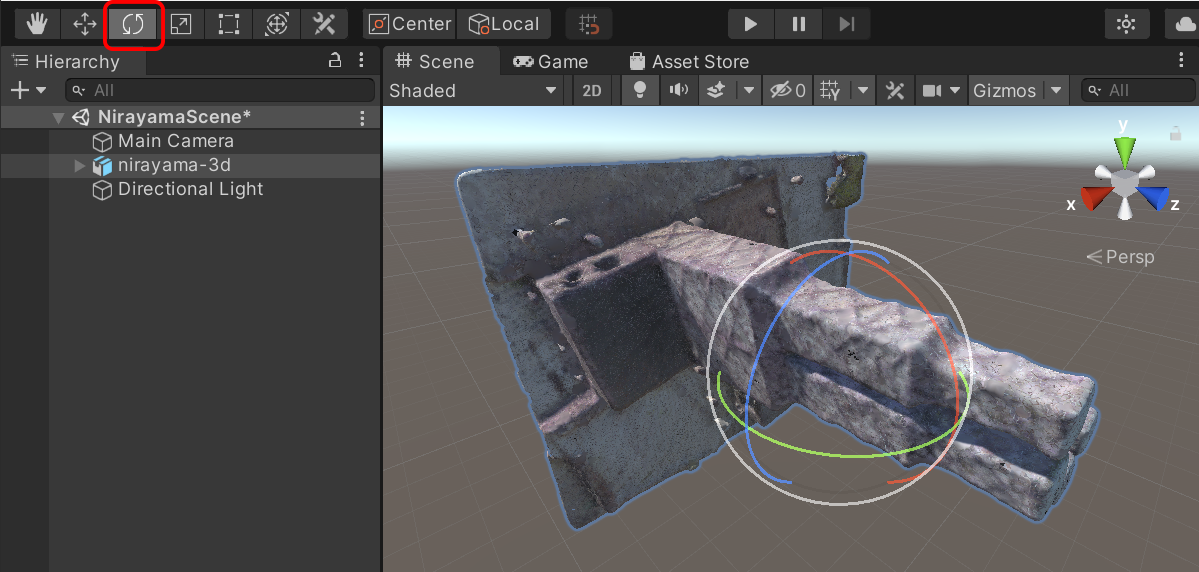 Center Local
Hierarchy
Scene Game Asset Store
All
Shaded 2D 0 Gizmos All
NirayamaScene*
Main Camera
nirayama-3d
Directional Light
y
x z
Persp